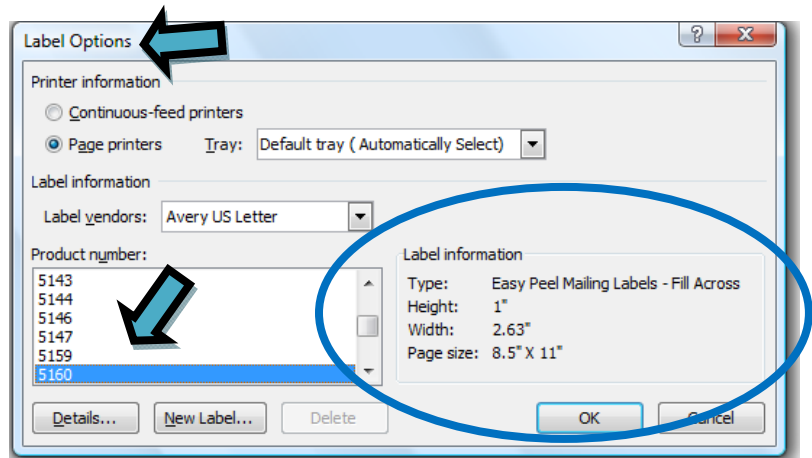 Label Options
Printer information
Continuous-feed printers
Page printers Tray: Default tray ( Automatically Select)
Label information
Label vendors: Avery US Letter
Product number:
5143
5144
5146
5147
5159
5160
Label information
Type: Easy Peel Mailing Labels - Fill Across
Height: 1"
Width: 2.63"
Page size: 8.5" X 11"
Details... New Label... Delete OK Cancel